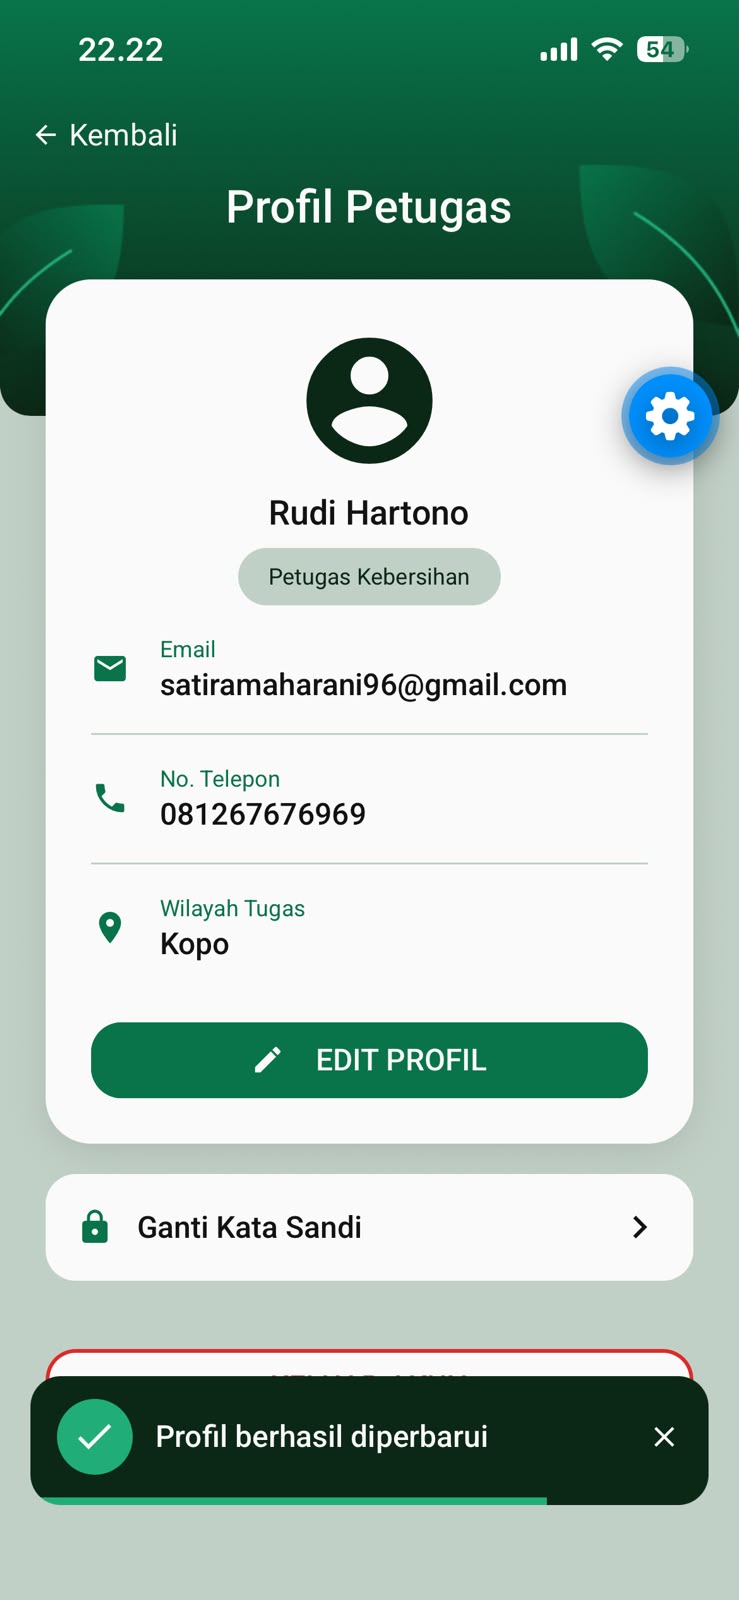 22.22
54
Kembali
Profil Petugas
Rudi Hartono
Petugas Kebersihan
Email
satiramaharani96@gmail.com
No. Telepon
081267676969
Wilayah Tugas
Kopo
EDIT PROFIL
Ganti Kata Sandi
Profil berhasil diperbarui